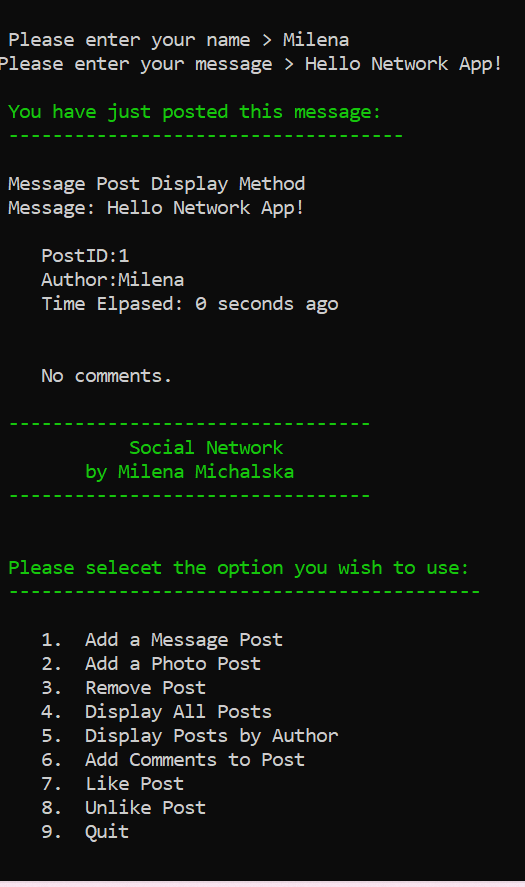 Please enter your name > Milena
Please enter your message > Hello Network App!
You have just posted this message:
------------------------------------
Message Post Display Method
Message: Hello Network App!
PostID:1
Author:Milena
Time Elpased: 0 seconds ago
No comments.
---------------------------------
Social Network
by Milena Michalska
---------------------------------
Please selecet the option you wish to use:
-------------------------------------------
1. Add a Message Post
2. Add a Photo Post
3. Remove Post
4. Display All Posts
5. Display Posts by Author
6. Add Comments to Post
7. Like Post
8. Unlike Post
9. Quit